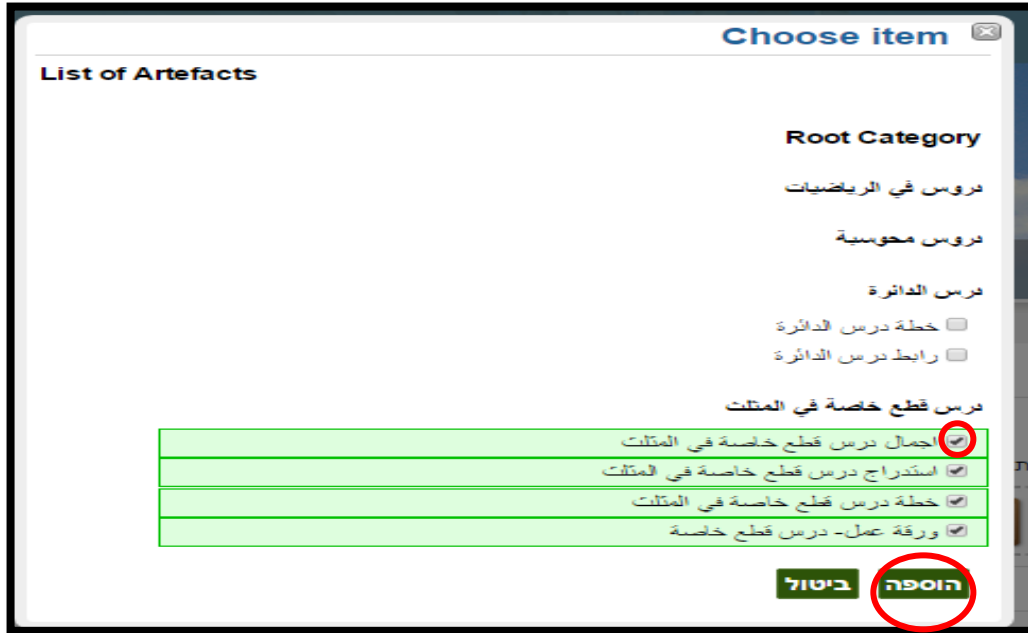 Choose item
List of Artefacts
Root Category
دروس في الرياضيات
دروس محوسبة
درس الدائرة
خطة درس الدائرة
رابط درس الدائرة
درس قطع خاصة في المثلث
اجمال درس قطع خاصة في المثلث
استدراج درس قطع خاصة في المثلث
خطة درس قطع خاصة في المثلث
ورقة عمل- درس قطع خاصة
הוספה ביטול